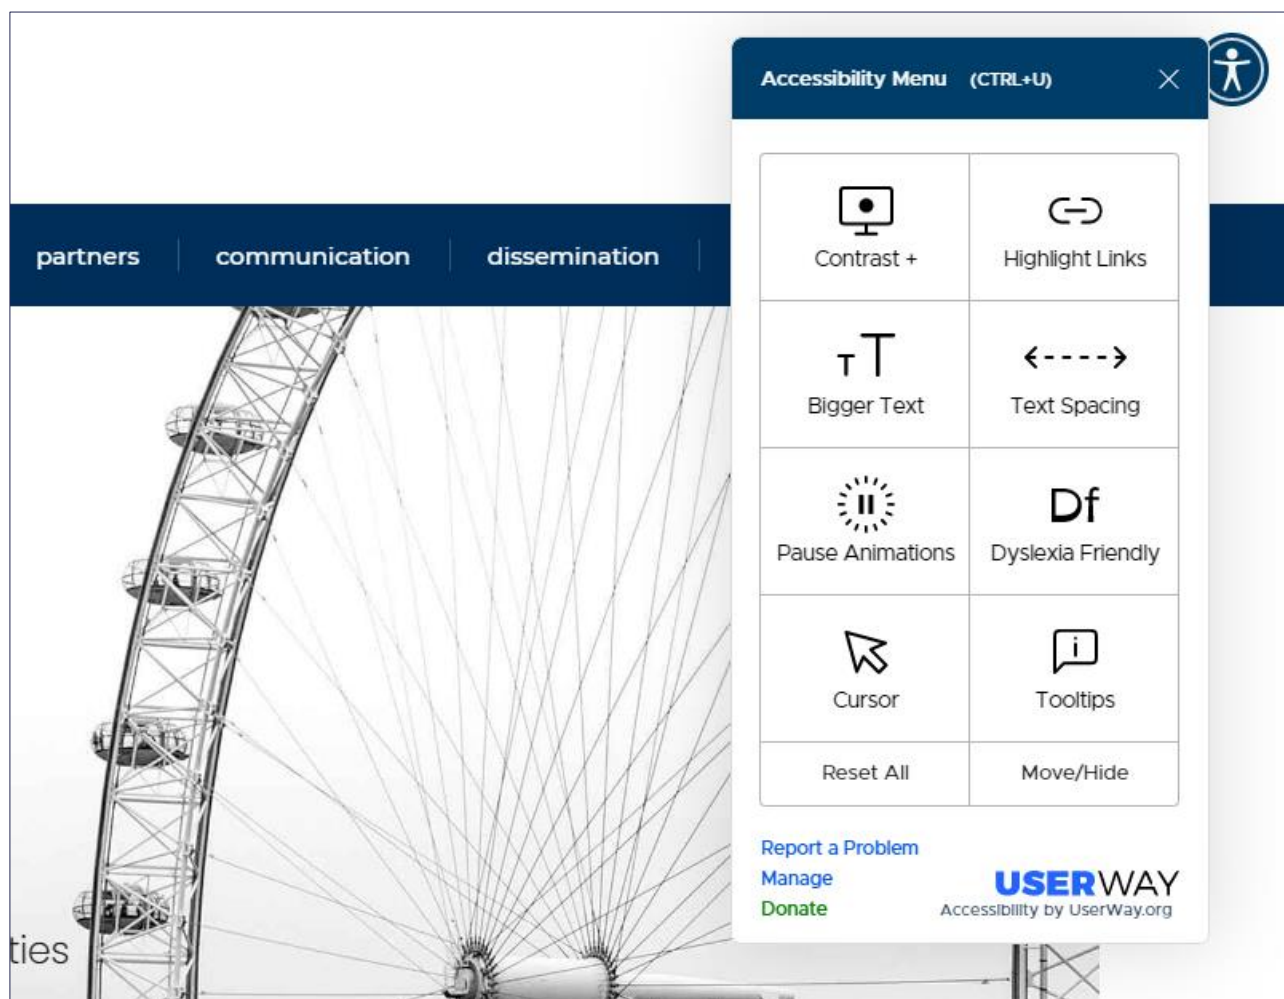 Accessibility Menu (CTRL+U)
partners communication dissemination
Contrast + Highlight Links
Bigger Text Text Spacing
Pause Animations Dyslexia Friendly
Cursor Tooltips
Reset All Move/Hide
Report a Problem
Manage
Donate
USERWAY
Accessibility by UserWay.org
ties